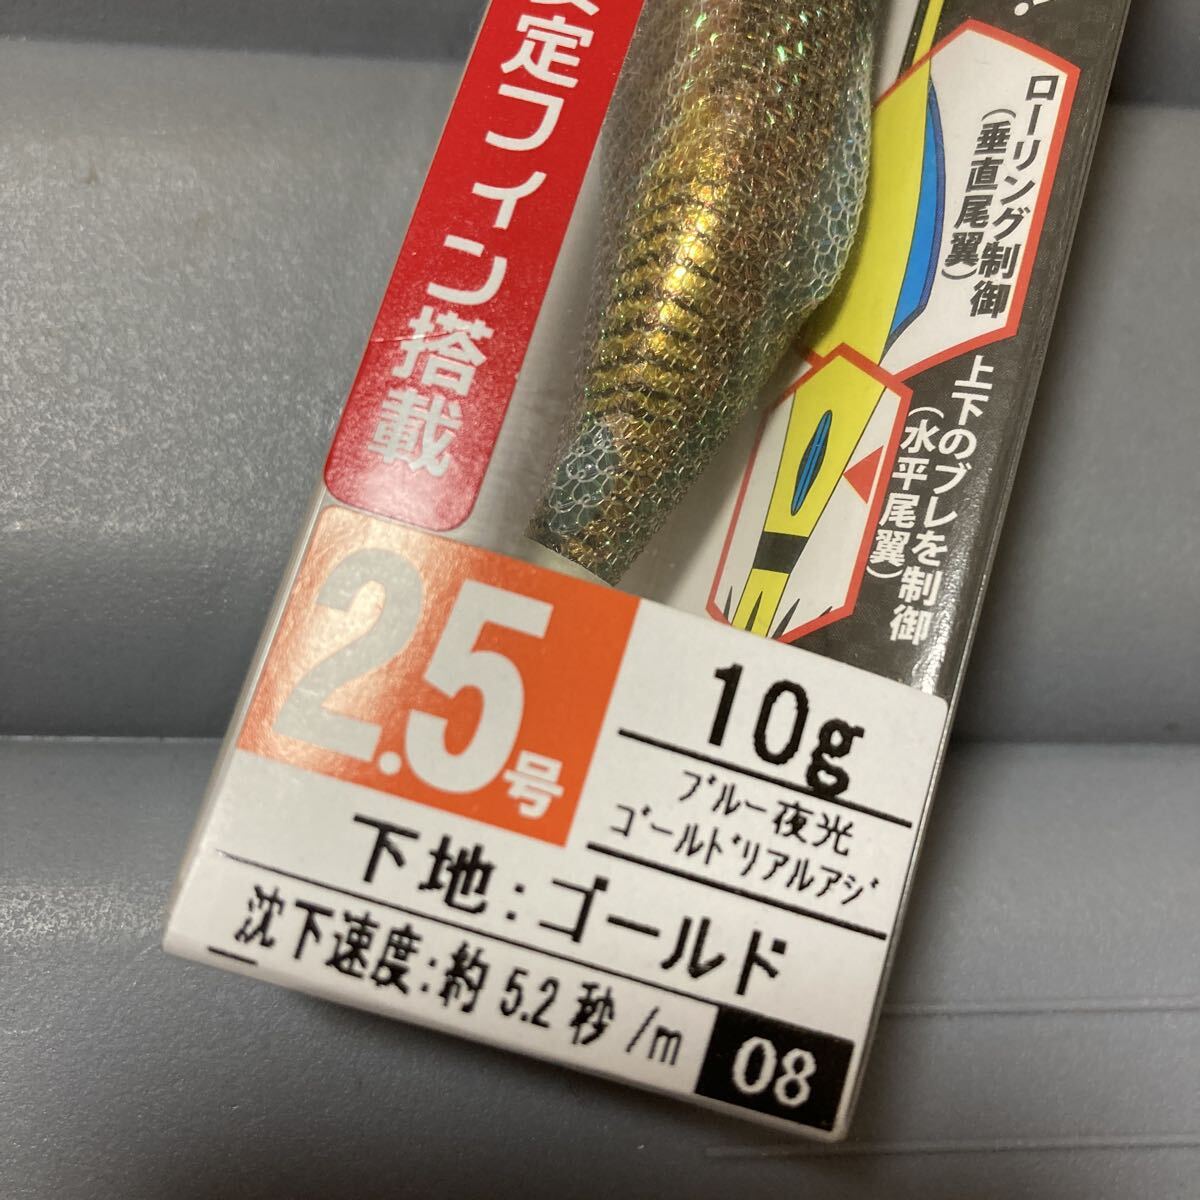 定フィン搭載
ローリング制御
(垂直尾翼)
上下のブレを制御
(水平尾翼)
2.5号
10g
ブルー夜光
ゴールドリアルアジ
下地:ゴールド
沈下速度:約5.2秒/m
08